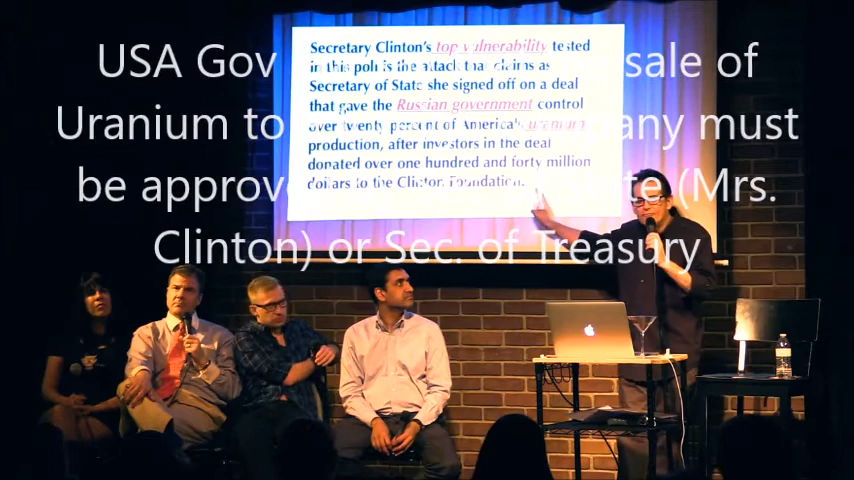 USA Gov sale of
Uranium to any must
be approve te (Mrs.
Clinton) or Sec. of Treasury
Secretary Clinton's top vulnerability tested
in this poll is the attack that claims as
Secretary of State she signed off on a deal
that gave the Russian government control
over twenty percent of America's uranium
production, after investors in the deal
donated over one hundred and forty million
dollars to the Clinton Foundation.